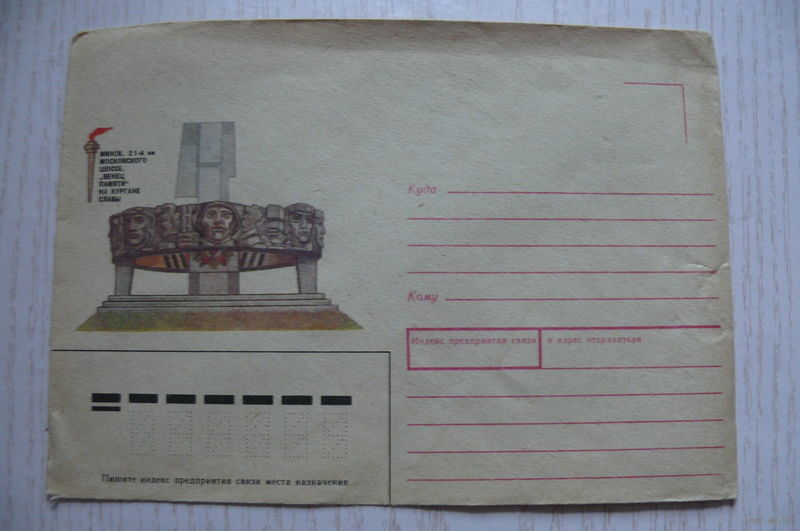 МИНСК. 21-й км
МОСКОВСКОГО
ШОССЕ.
„ВЕНЕЦ
ПАМЯТИ"
НА КУРГАНЕ
СЛАВЫ
Куда
Кому
Индекс предприятия связи и адрес отправителя
Пишите индекс предприятия связи места назначения